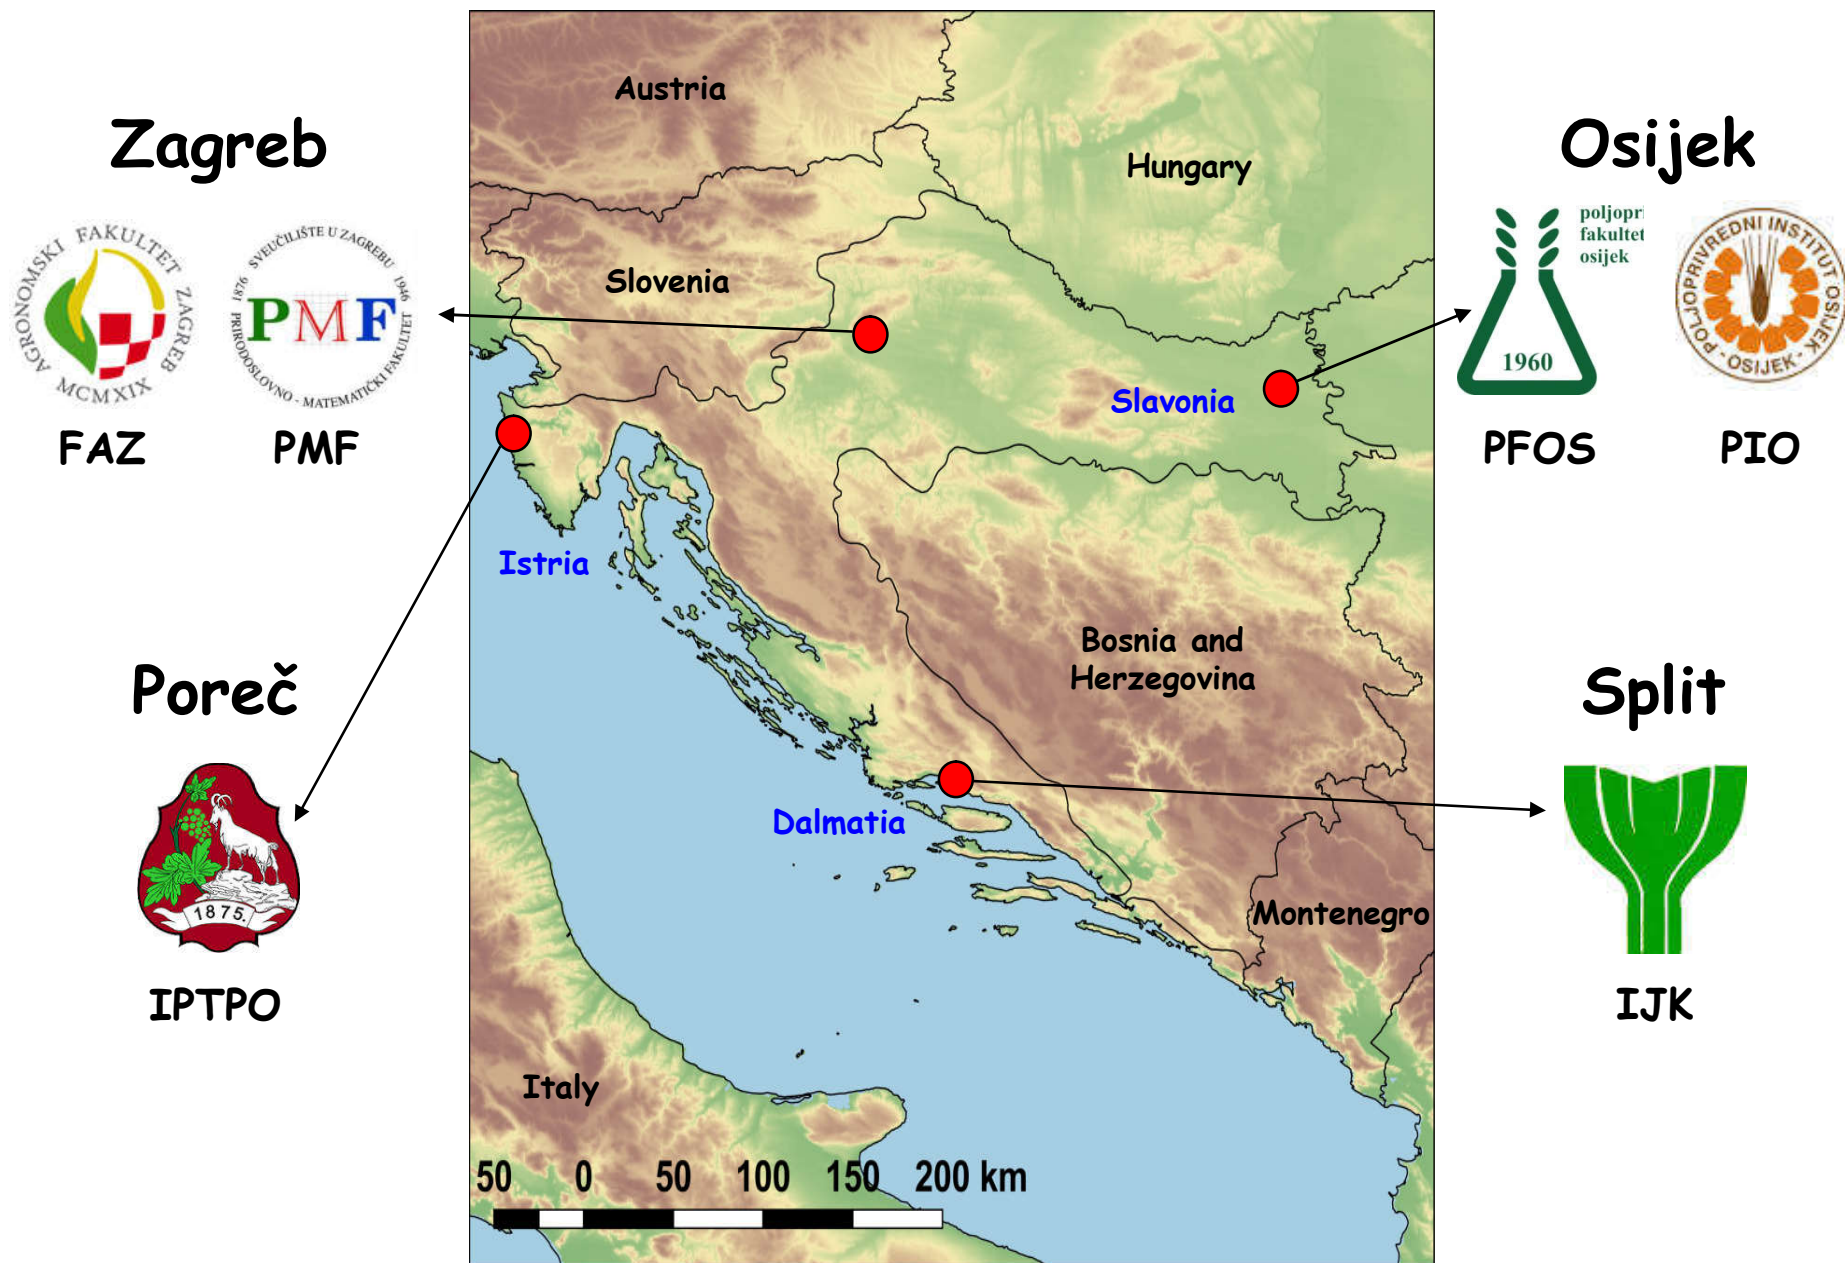 Zagreb
AGRONOMSKI FAKULTET ZAGREB
MCMXIX
1876 SVEUČILIŠTE U ZAGREBU 1946
PMF
PRIRODOSLOVNO - MATEMATIČKI FAKULTET
FAZ
PMF
Poreč
1875.
IPTPO
Austria
Hungary
Slovenia
Slavonia
Istria
Bosnia and
Herzegovina
Dalmatia
Montenegro
Italy
50 0 50 100 150 200 km
Osijek
poljopri
fakultet
osijek
1960
POLJOPRIVREDNI INSTITUT OSIJEK
- OSIJEK -
PFOS
PIO
Split
IJK